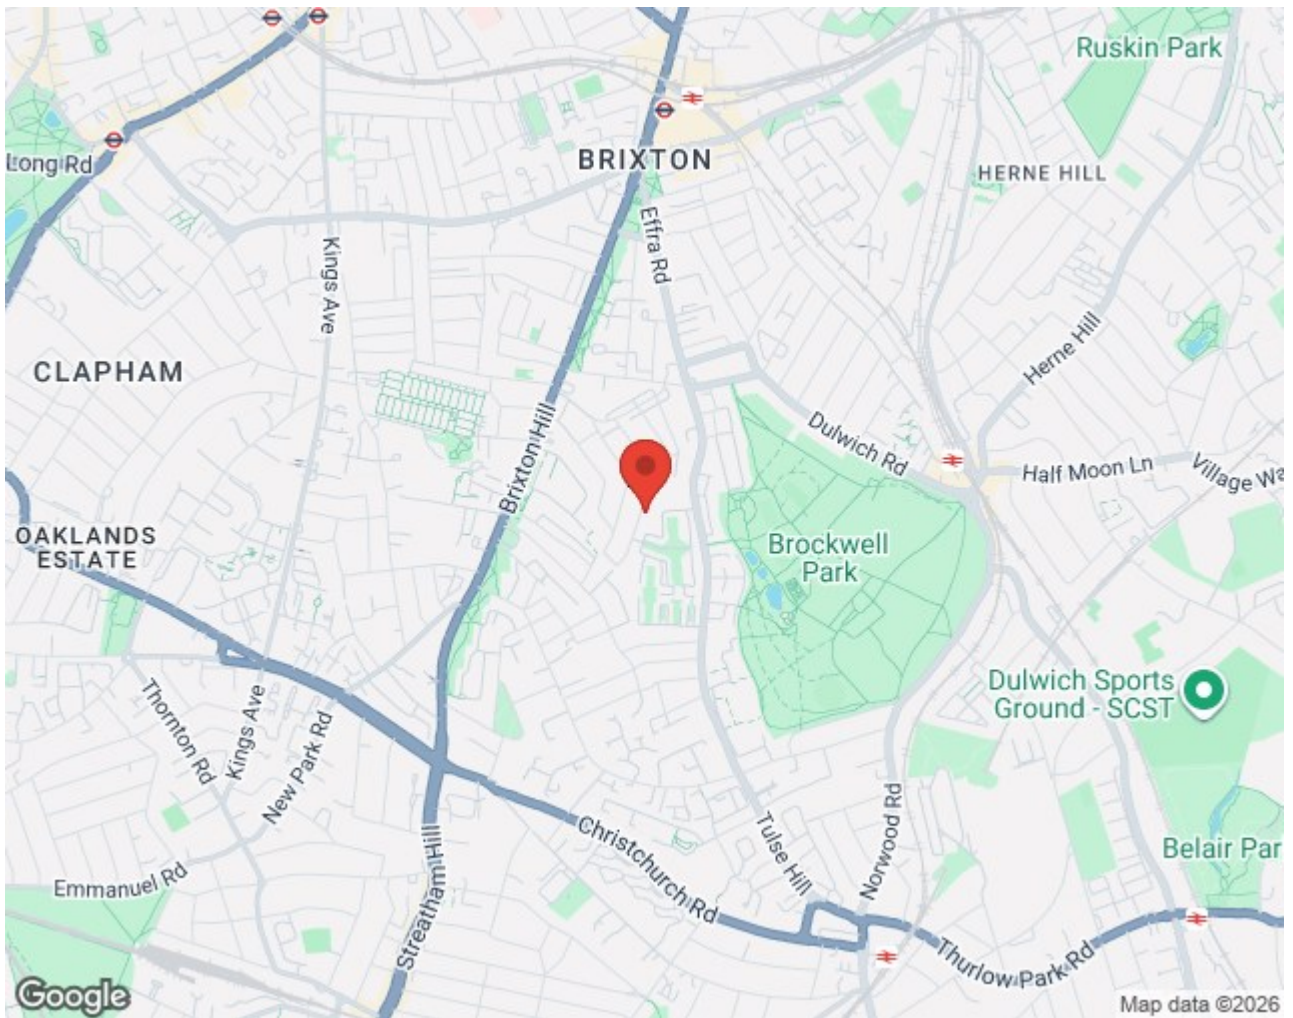 Ruskin Park
BRIXTON
Long Rd
HERNE HILL
Effra Rd
Kings Ave
Herne Hill
CLAPHAM
Brixton Hill
Dulwich Rd
Half Moon Ln
Village Wa
OAKLANDS
ESTATE
Brockwell
Park
Dulwich Sports
Ground - SCST
Thornton Rd
Kings Ave
New Park Rd
Christchurch Rd
Tulse Hill
Norwood Rd
Belair Par
Emmanuel Rd
Streatham Hill
Thurlow Park Rd
Google
Map data ©2026